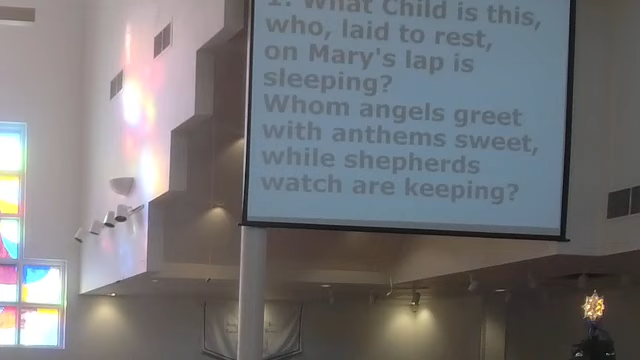 1. What Child is this,
who, laid to rest,
on Mary's lap is
sleeping?
Whom angels greet
with anthems sweet,
while shepherds
watch are keeping?